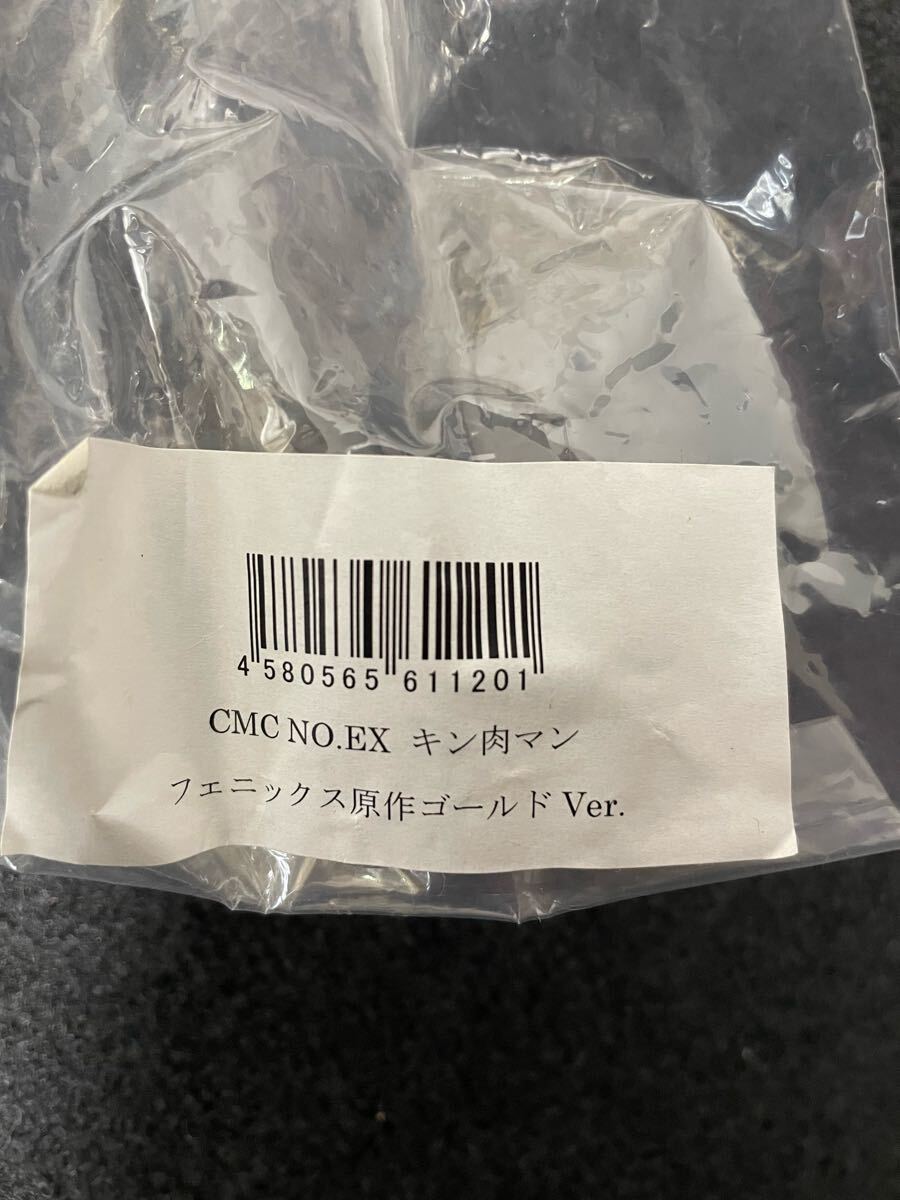 4 580565 611201
CMC NO.EX キン肉マン
フェニックス原作ゴールド Ver.